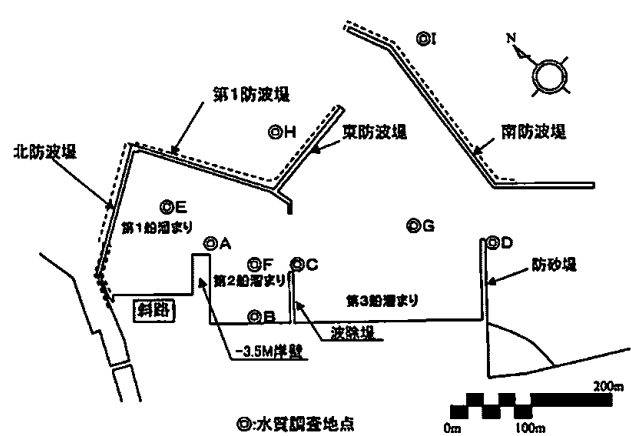 ◎I
N
第1防波堤
◎H
東防波堤
南防波堤
北防波堤
◎E
第1船溜まり
◎G
◎A
◎D
◎F
◎C
第2船溜まり
防砂堤
第3船溜まり
斜路
◎B
波除堤
-3.5M岸壁
200m
0m
100m
◎:水質調査地点